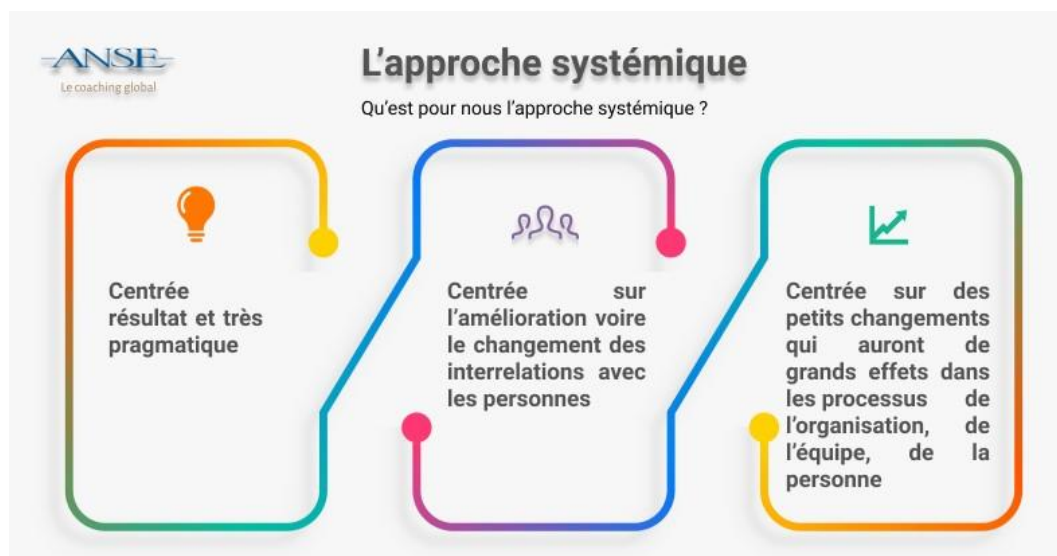 ANSE
Le coaching global
L'approche systémique
Qu'est pour nous l'approche systémique ?
Centrée
résultat et très
pragmatique
Centrée sur
l'amélioration voire
le changement des
interrelations avec
les personnes
Centrée sur des
petits changements
qui auront de
grands effets dans
les processus de
l'organisation, de
l'équipe, de la
personne